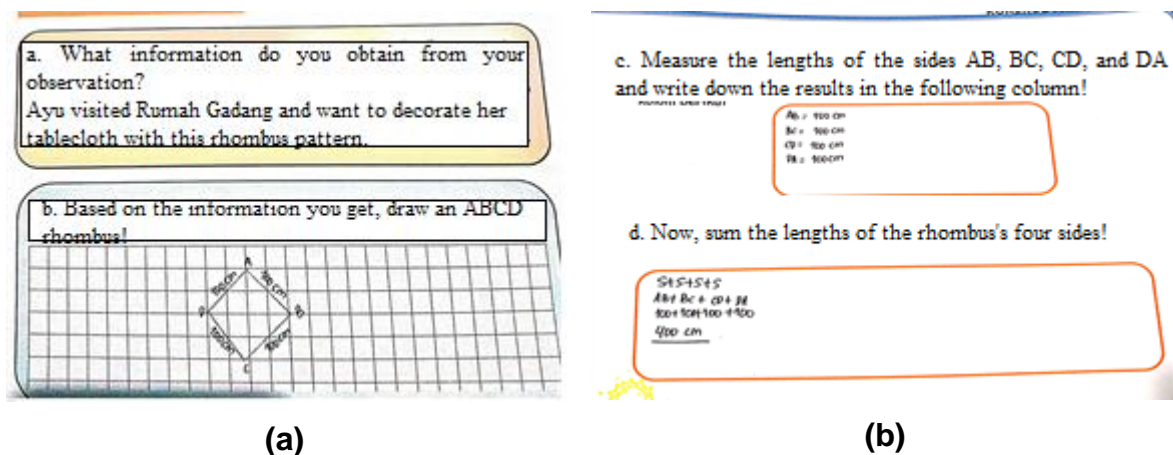 a. What information do you obtain from your
observation?
Ayu visited Rumah Gadang and want to decorate her
tablecloth with this rhombus pattern.
b. Based on the information you get, draw an ABCD
rhombus!
A
100 cm 100 cm
B
100 cm 100 cm
C
(a)
c. Measure the lengths of the sides AB, BC, CD, and DA
and write down the results in the following column!
AB = 100 cm
BC = 100 cm
CD = 100 cm
DA = 100 cm
d. Now, sum the lengths of the rhombus's four sides!
S+S+S+S
AB+ BC + CD + DA
100+100+100+100
400 cm
(b)